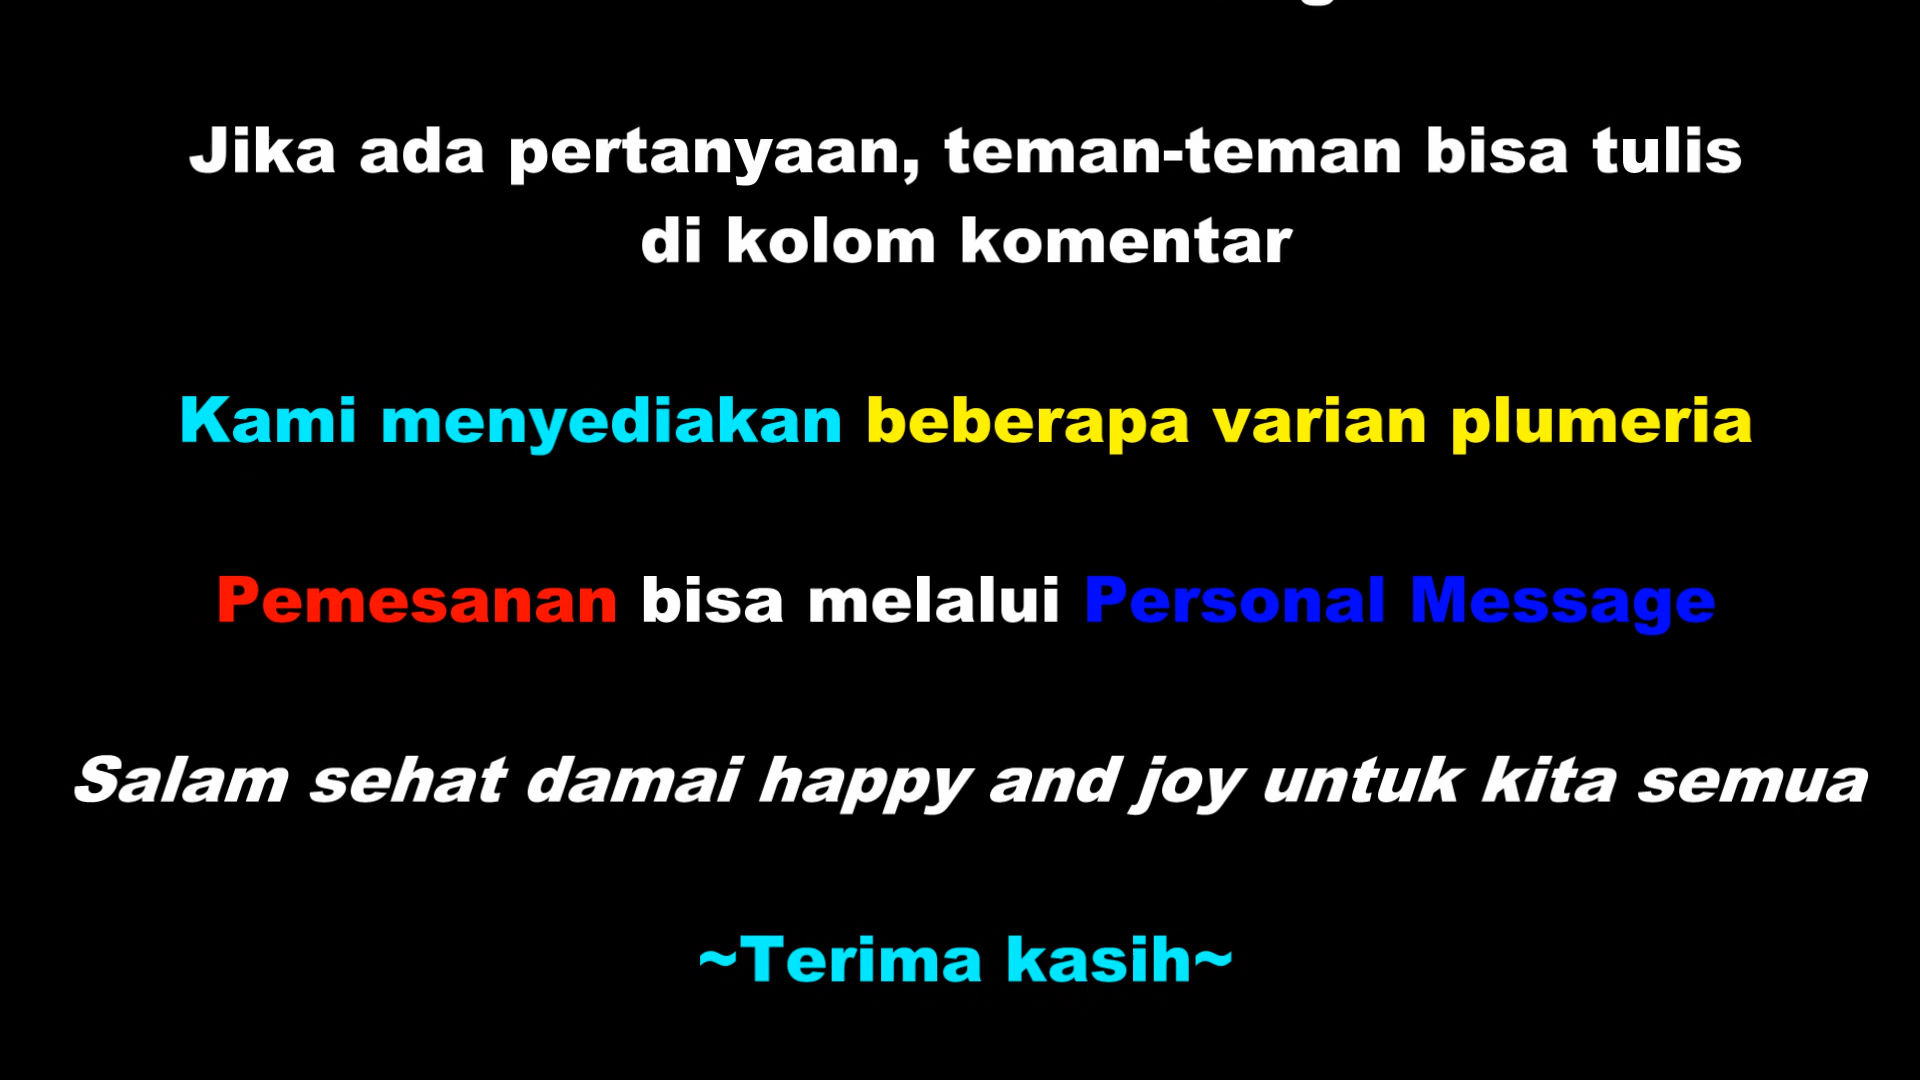 Jika ada pertanyaan, teman-teman bisa tulis
di kolom komentar
Kami menyediakan beberapa varian plumeria
Pemesanan bisa melalui Personal Message
Salam sehat damai happy and joy untuk kita semua
~Terima kasih~